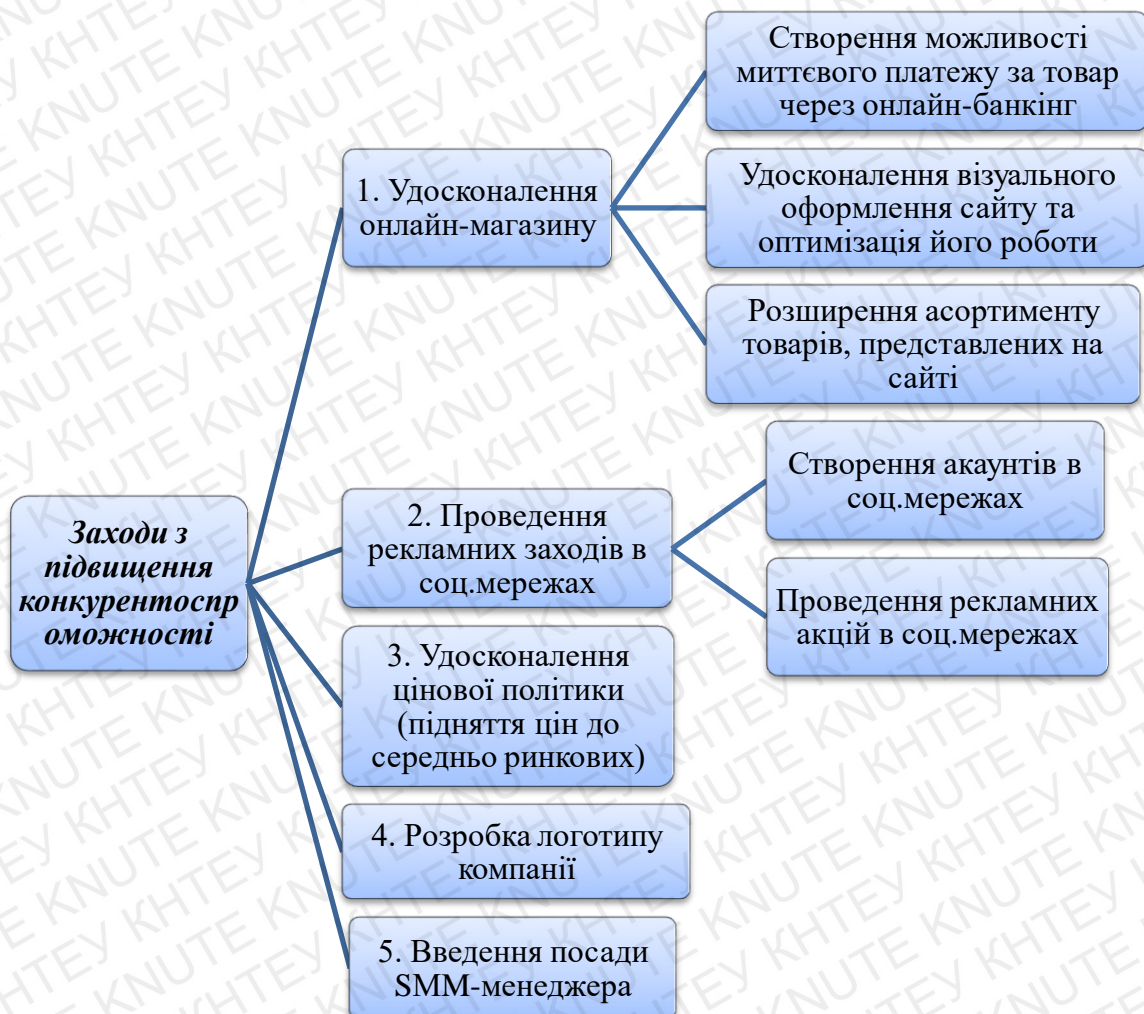 Заходи з
підвищення
конкурентоспр
оможності
1. Удосконалення
онлайн-магазину
Створення можливості
миттєвого платежу за товар
через онлайн-банкінг
Удосконалення візуального
оформлення сайту та
оптимізація його роботи
Розширення асортименту
товарів, представлених на
сайті
2. Проведення
рекламних заходів в
соц.мережах
Створення акаунтів в
соц.мережах
Проведення рекламних
акцій в соц.мережах
3. Удосконалення
цінової політики
(підняття цін до
середньо ринкових)
4. Розробка логотипу
компанії
5. Введення посади
SMM-менеджера
KNUTE КНТЕУ